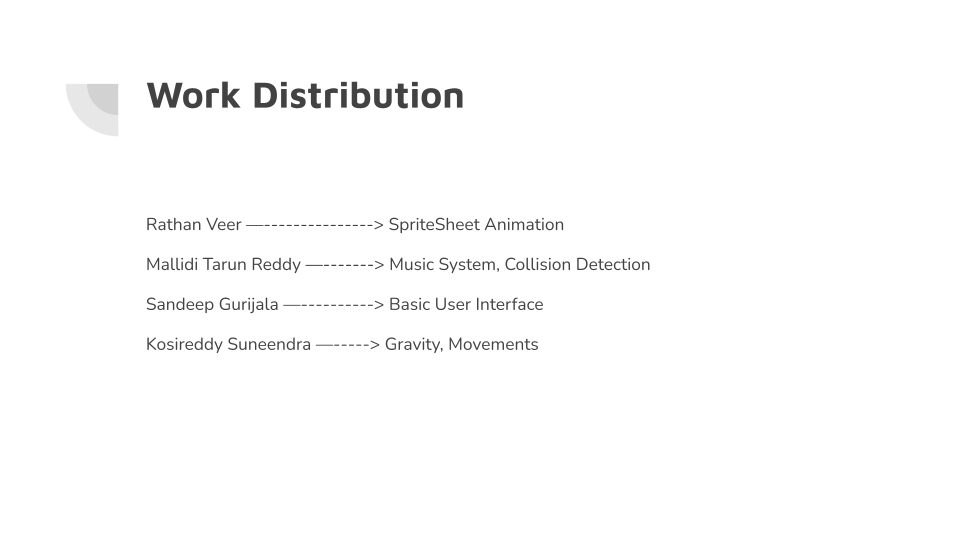 Work Distribution
Rathan Veer —---------------> SpriteSheet Animation
Mallidi Tarun Reddy —-------> Music System, Collision Detection
Sandeep Gurijala —----------> Basic User Interface
Kosireddy Suneendra —-----> Gravity, Movements